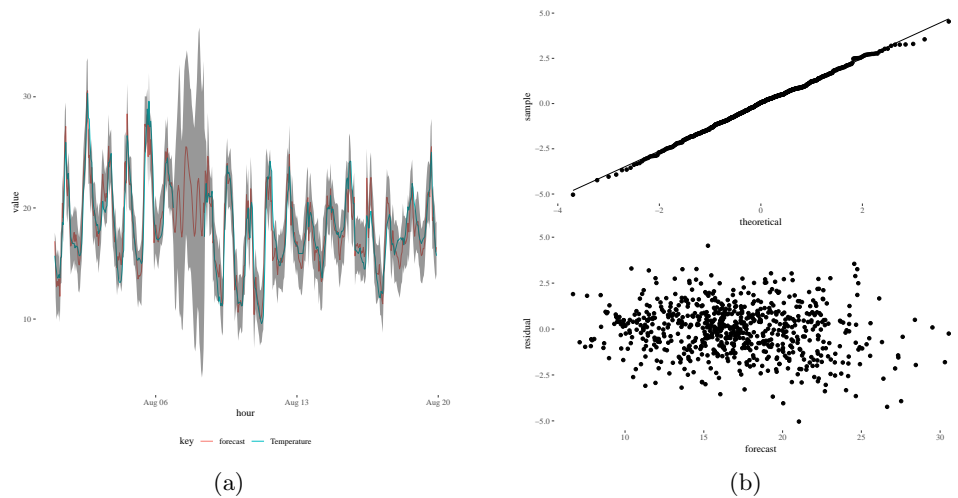 30
20
10
value
Aug 06
Aug 13
Aug 20
hour
key forecast Temperature
(a)
5.0
2.5
0.0
−2.5
−5.0
sample
−4
−2
0
2
theoretical
5.0
2.5
0.0
−2.5
−5.0
residual
10
15
20
25
30
forecast
(b)